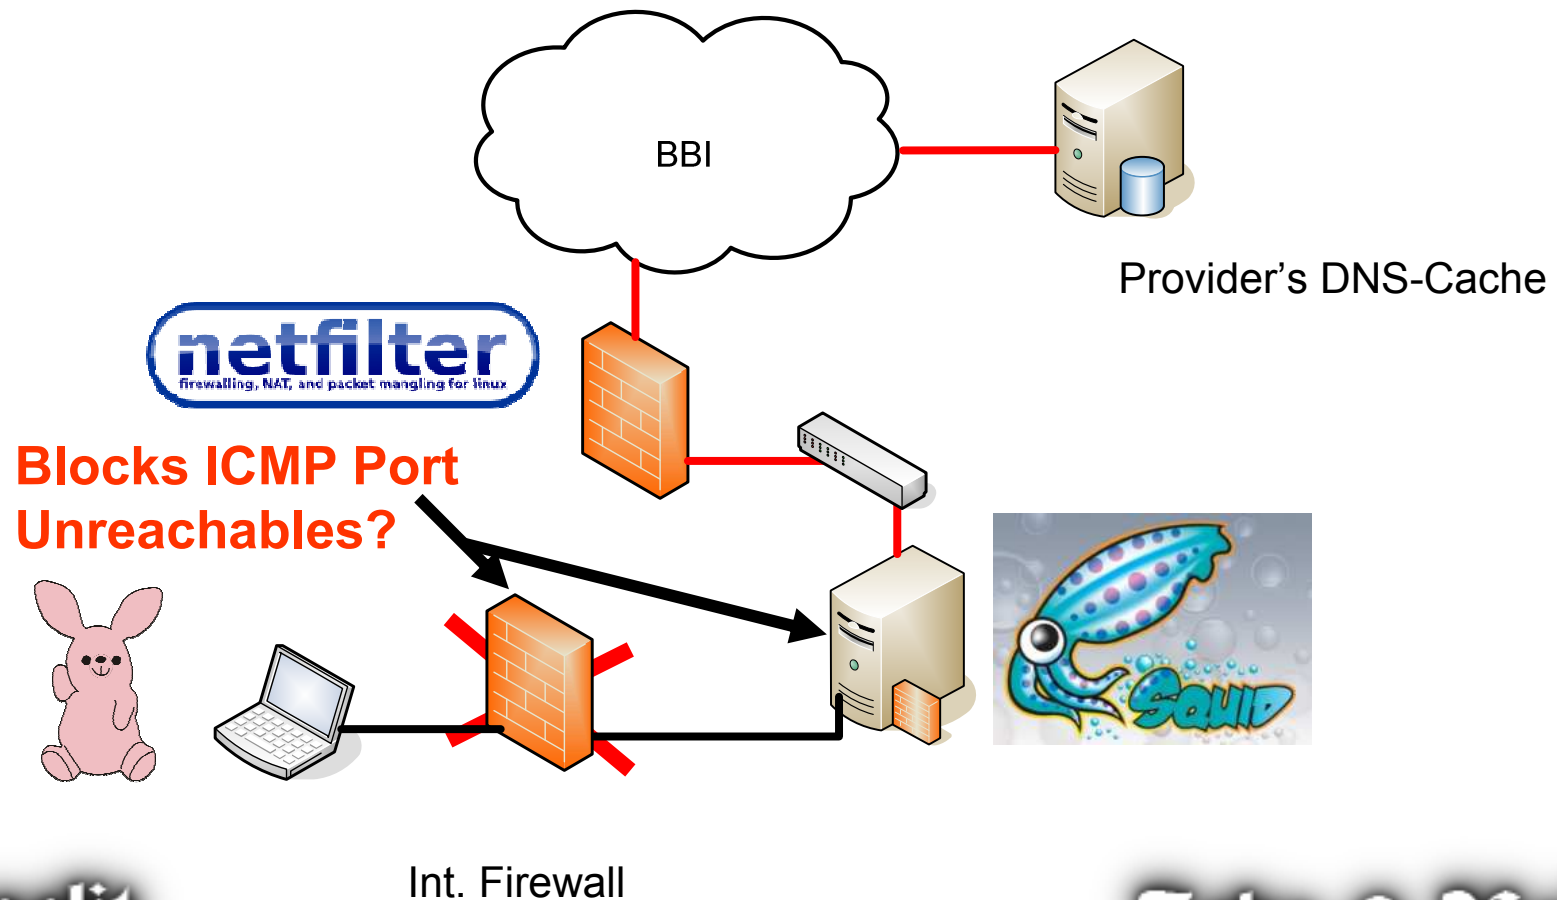 BBI
Provider's DNS-Cache
netfilter
firewalling, NAT, and packet mangling for linux
Blocks ICMP Port
Unreachables?
SQUID
Int. Firewall